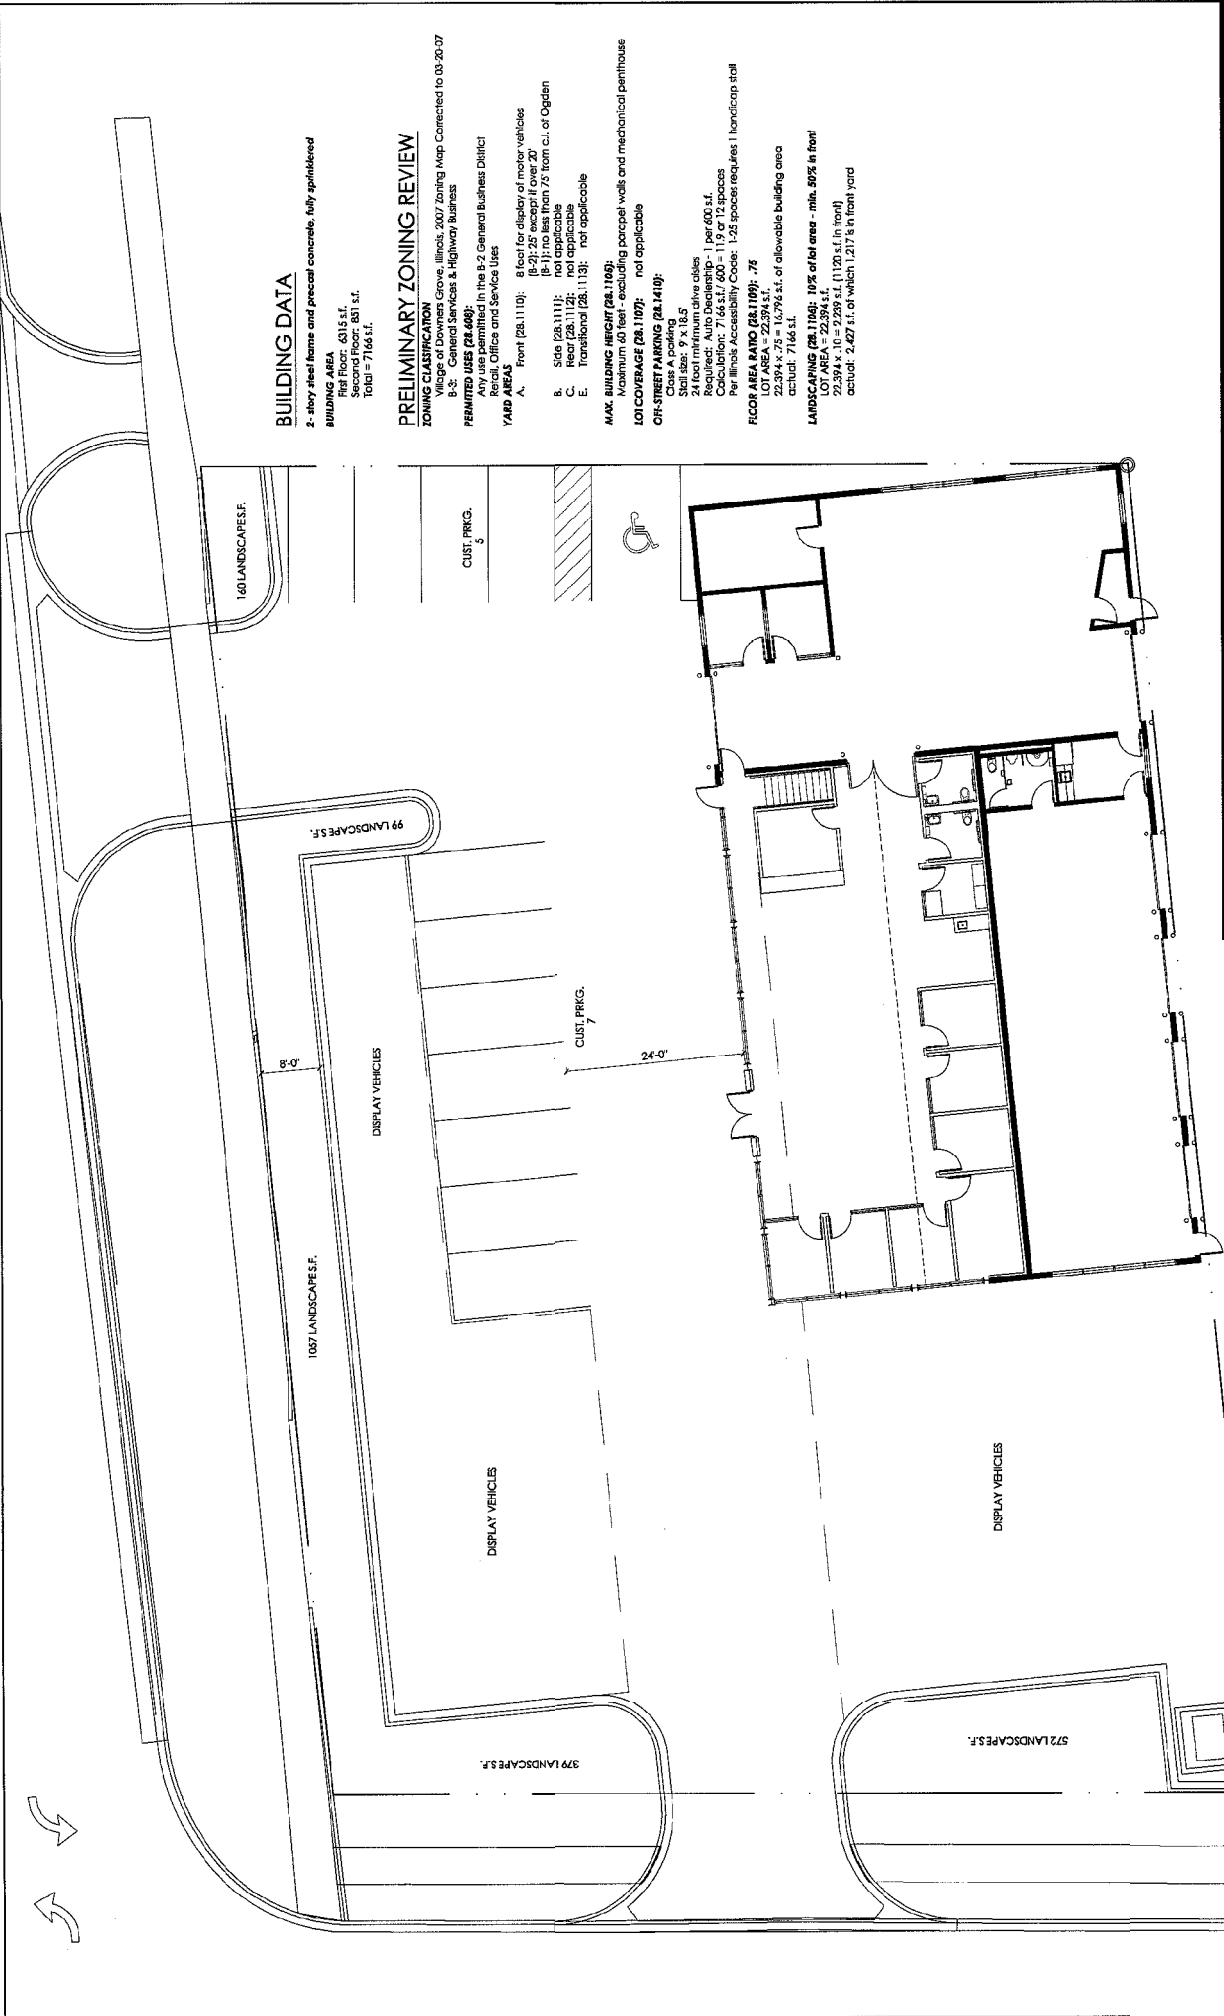 BUILDING DATA
2- story steel frame and precast concrete, fully sprinklered
BUILDING AREA
First Floor: 6315 s.f.
Second Floor: 851 s.f.
Total = 7166 s.f.
PRELIMINARY ZONING REVIEW
ZONING CLASSIFICATION
Village of Downers Grove, Illinois, 2007 Zoning Map Corrected to 03-20-07
B-3: General Services & Highway Business
PERMITTED USES (28.608):
Any use permitted in the B-2 General Business District
Retail, Office and Service Uses
YARD AREAS
A. Front (28.1110): 8 foot for display of motor vehicles
(B-2): 25' except if over 20'
(B-1): no less than 75' from c.l. of Ogden
B. Side (28.1111): not applicable
C. Rear (28.1112): not applicable
E. Transitional (28.1113): not applicable
MAX. BUILDING HEIGHT (28.1105):
Maximum 60 feet - excluding parapet walls and mechanical penthouse
LOT COVERAGE (28.1107): not applicable
OFF-STREET PARKING (28.1410):
Class A parking
Stall size: 9' x 18.5'
24 foot minimum drive aisles
Required: Auto Dealership - 1 per 600 s.f.
Calculation: 7166 s.f./ 600 = 11.9 or 12 spaces
Per Illinois Accessibility Code: 1-25 spaces requires 1 handicap stall
FLOOR AREA RATIO (28.1109): .75
LOT AREA = 22,394 s.f.
22,394 x .75 = 16,796 s.f. of allowable building area
actual: 7166 s.f.
LANDSCAPING (28.1106): 10% of lot area - min. 50% in front
LOT AREA = 22,394 s.f.
22,394 x .10 = 2,239 s.f. (1120 s.f. in front)
actual: 2,427 s.f. of which 1,217 is in front yard
160 LANDSCAPE S.F.
CUST. PRKG.
5
99 LANDSCAPE S.F.
8'-0"
DISPLAY VEHICLES
CUST. PRKG.
7
24'-0"
1057 LANDSCAPE S.F.
DISPLAY VEHICLES
DISPLAY VEHICLES
379 LANDSCAPE S.F.
572 LANDSCAPE S.F.